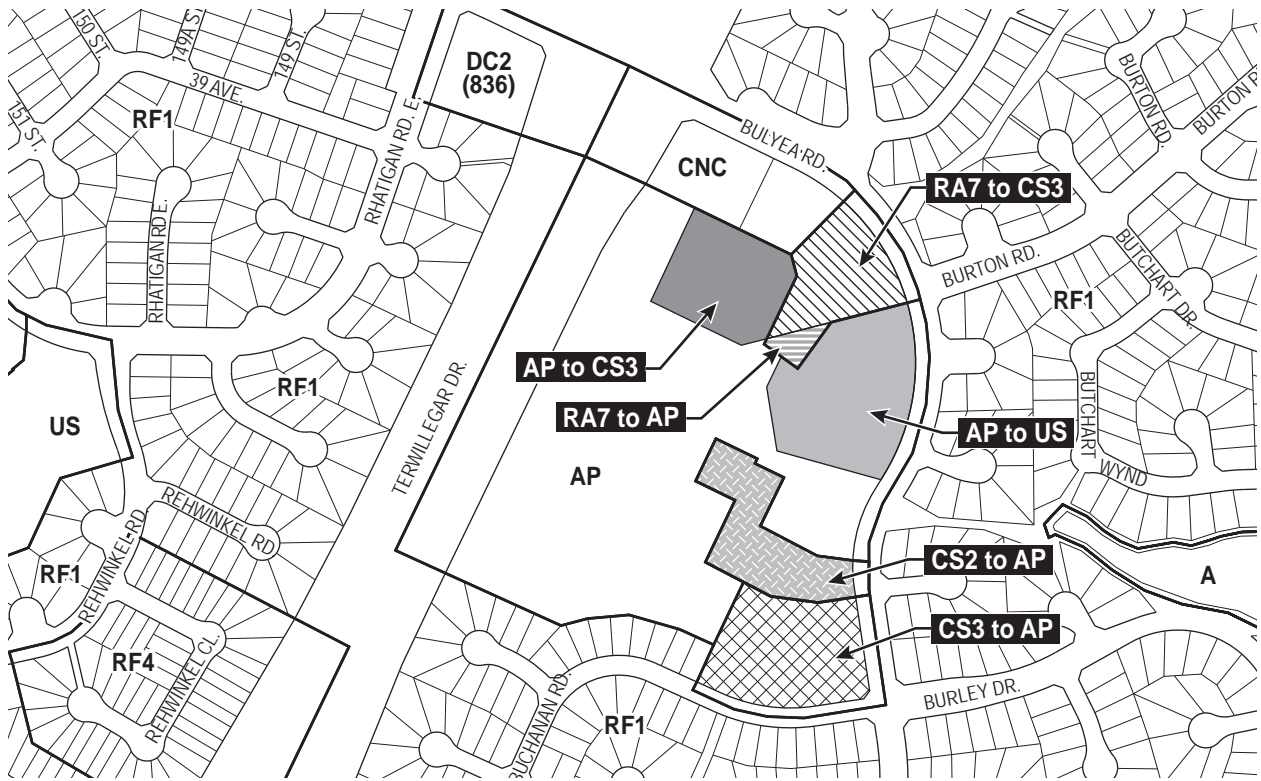 150 ST.
149A ST.
149 ST.
39 AVE.
151 ST.
RF1
RHATIGAN RD. E.
RHATIGAN RD E.
DC2
(836)
BULYEA RD.
CNC
BURTON RD.
RA7 to CS3
BURTON RD.
BUTCHART DR.
RF1
AP to CS3
RA7 to AP
AP to US
BUTCHART
WYND
RF1
US
TERWILLEGAR DR.
AP
REHWINKEL RD
REHWINKEL RD
RF1
CS2 to AP
A
CS3 to AP
RF4
REHWINKEL CL.
BUCHANAN RD.
RF1
BURLEY DR.